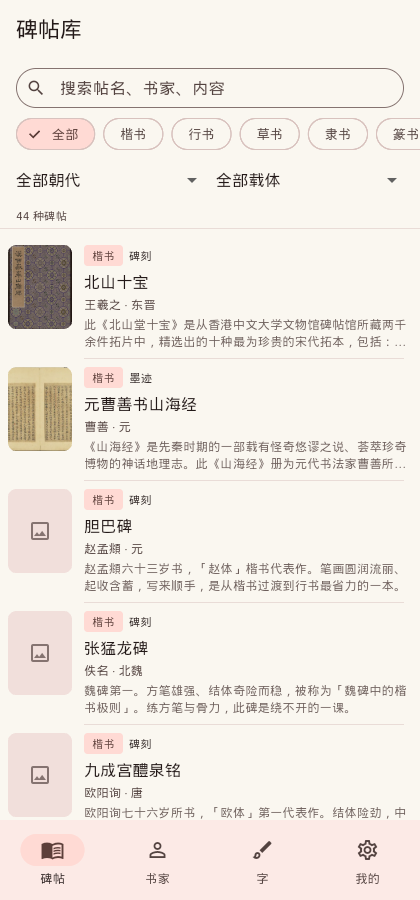 碑帖库
搜索帖名、书家、内容
全部
楷书
行书
草书
隶书
篆书
全部朝代
全部载体
44 种碑帖
楷书 碑刻
北山十宝
王羲之 · 东晋
此《北山堂十宝》是从香港中文大学文物馆碑帖馆所藏两千
余件拓片中，精选出的十种最为珍贵的宋代拓本，包括：...
楷书 墨迹
元曹善书山海经
曹善 · 元
《山海经》是先秦时期的一部载有怪奇悠谬之说、荟萃珍奇
博物的神话地理志。此《山海经》册为元代书法家曹善所...
楷书 碑刻
胆巴碑
赵孟頫 · 元
赵孟頫六十三岁书，「赵体」楷书代表作。笔画圆润流丽、
起收含蓄，写来顺手，是从楷书过渡到行书最省力的一本。
楷书 碑刻
张猛龙碑
佚名 · 北魏
魏碑第一。方笔雄强、结体奇险而稳，被称为「魏碑中的楷
书极则」。练方笔与骨力，此碑是绕不开的一课。
楷书 碑刻
九成宫醴泉铭
欧阳询 · 唐
欧阳询七十六岁所书，「欧体」第一代表作。结体险劲，中
碑帖
书家
字
我的